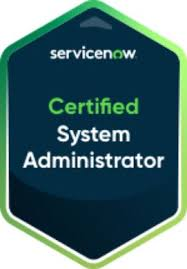 servicenow
Certified
System
Administrator